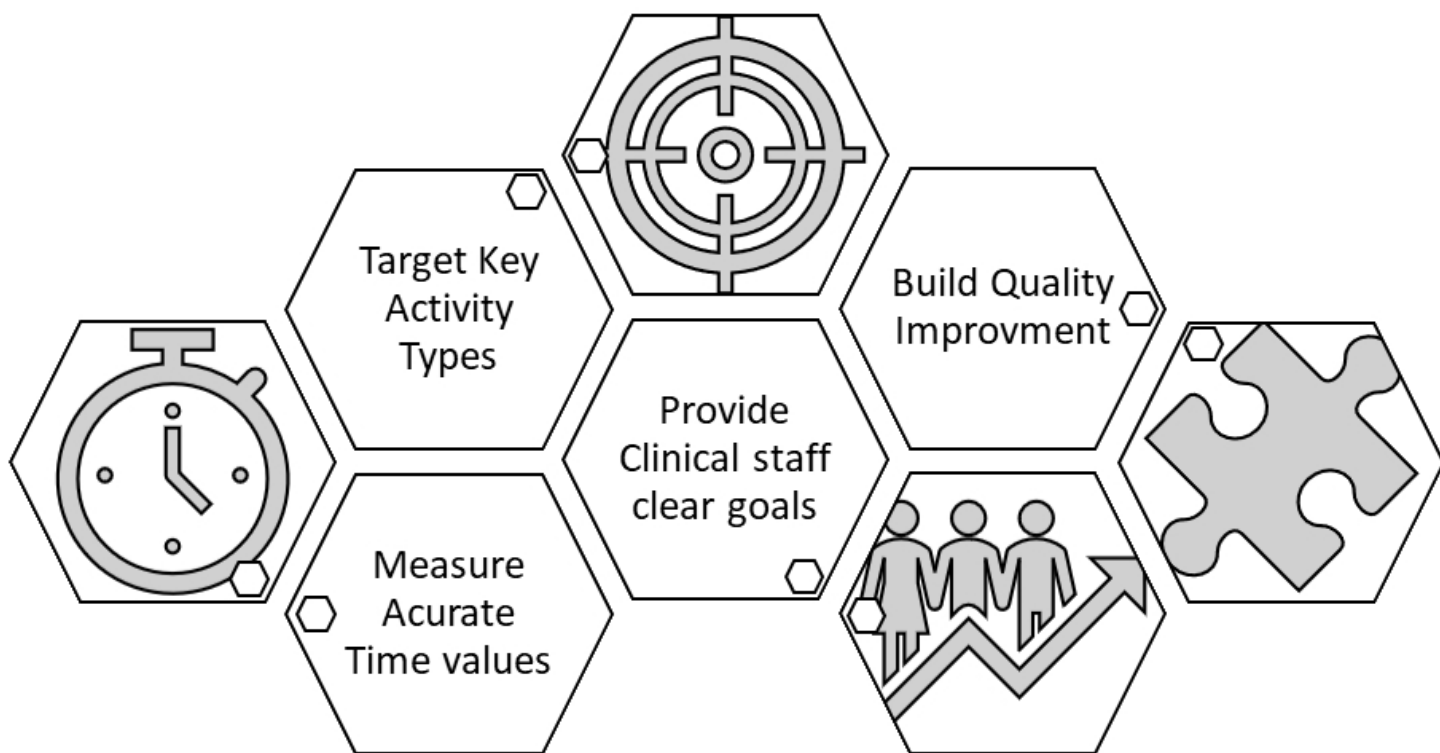 Target Key
Activity
Types
Build Quality
Improvment
Provide
Clinical staff
clear goals
Measure
Acurate
Time values